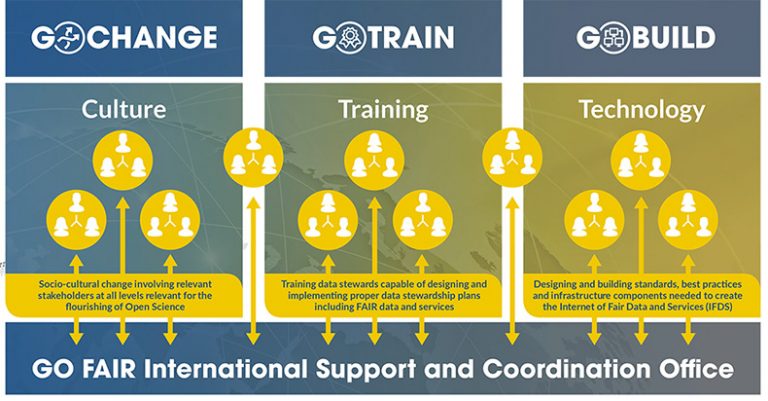 GO CHANGE
GO TRAIN
GO BUILD
Culture
Training
Technology
Socio-cultural change involving relevant
stakeholders at all levels relevant for the
flourishing of Open Science
Training data stewards capable of designing and
implementing proper data stewardship plans
including FAIR data and services
Designing and building standards, best practices
and infrastructure components needed to create
the Internet of Fair Data and Services (IFDS)
GO FAIR International Support and Coordination Office